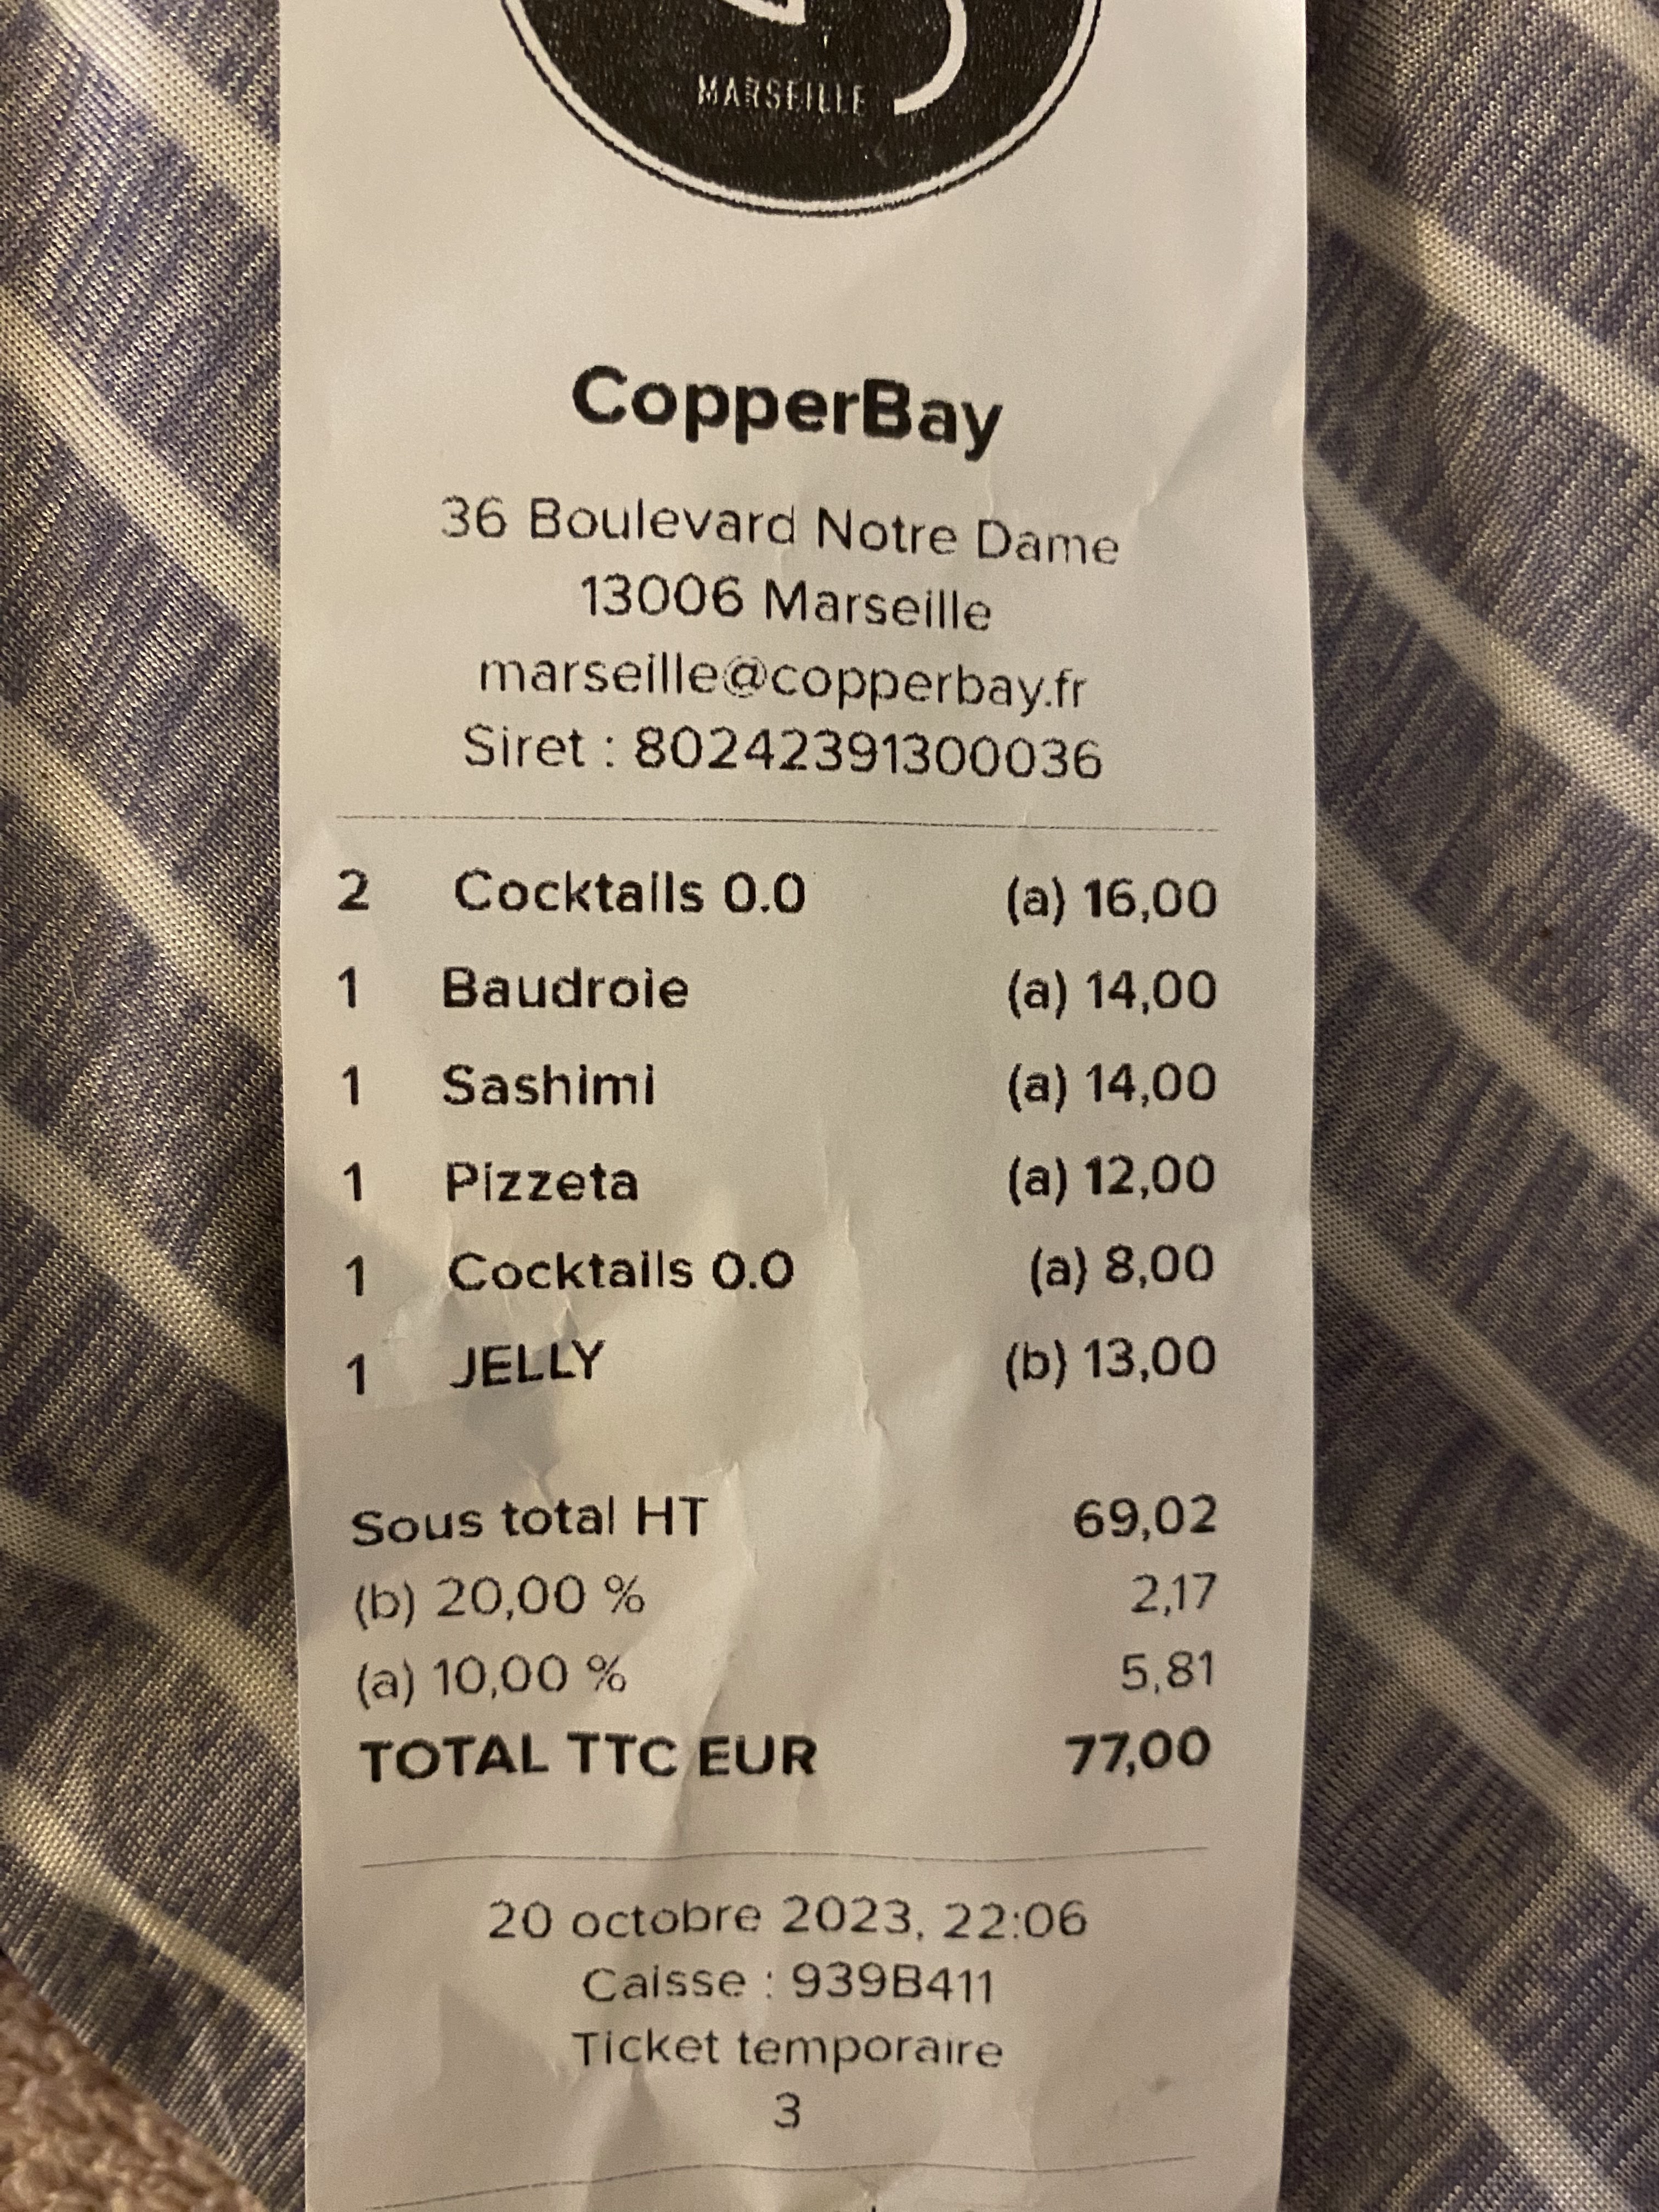 MARSEILLE
CopperBay
36 Boulevard Notre Dame
13006 Marseille
marseille@copperbay.fr
Siret : 80242391300036
2 Cocktails 0.0 (a) 16,00
1 Baudroie (a) 14,00
1 Sashimi (a) 14,00
1 Pizzeta (a) 12,00
1 Cocktails 0.0 (a) 8,00
1 JELLY (b) 13,00
Sous total HT 69,02
(b) 20,00 % 2,17
(a) 10,00 % 5,81
TOTAL TTC EUR 77,00
20 octobre 2023, 22:06
Caisse : 939B411
Ticket temporaire
3